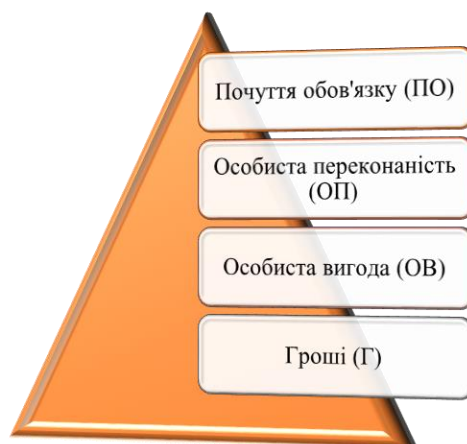 Почуття обов'язку (ПО)
Особиста переконаність
(ОП)
Особиста вигода (ОВ)
Гроші (Г)